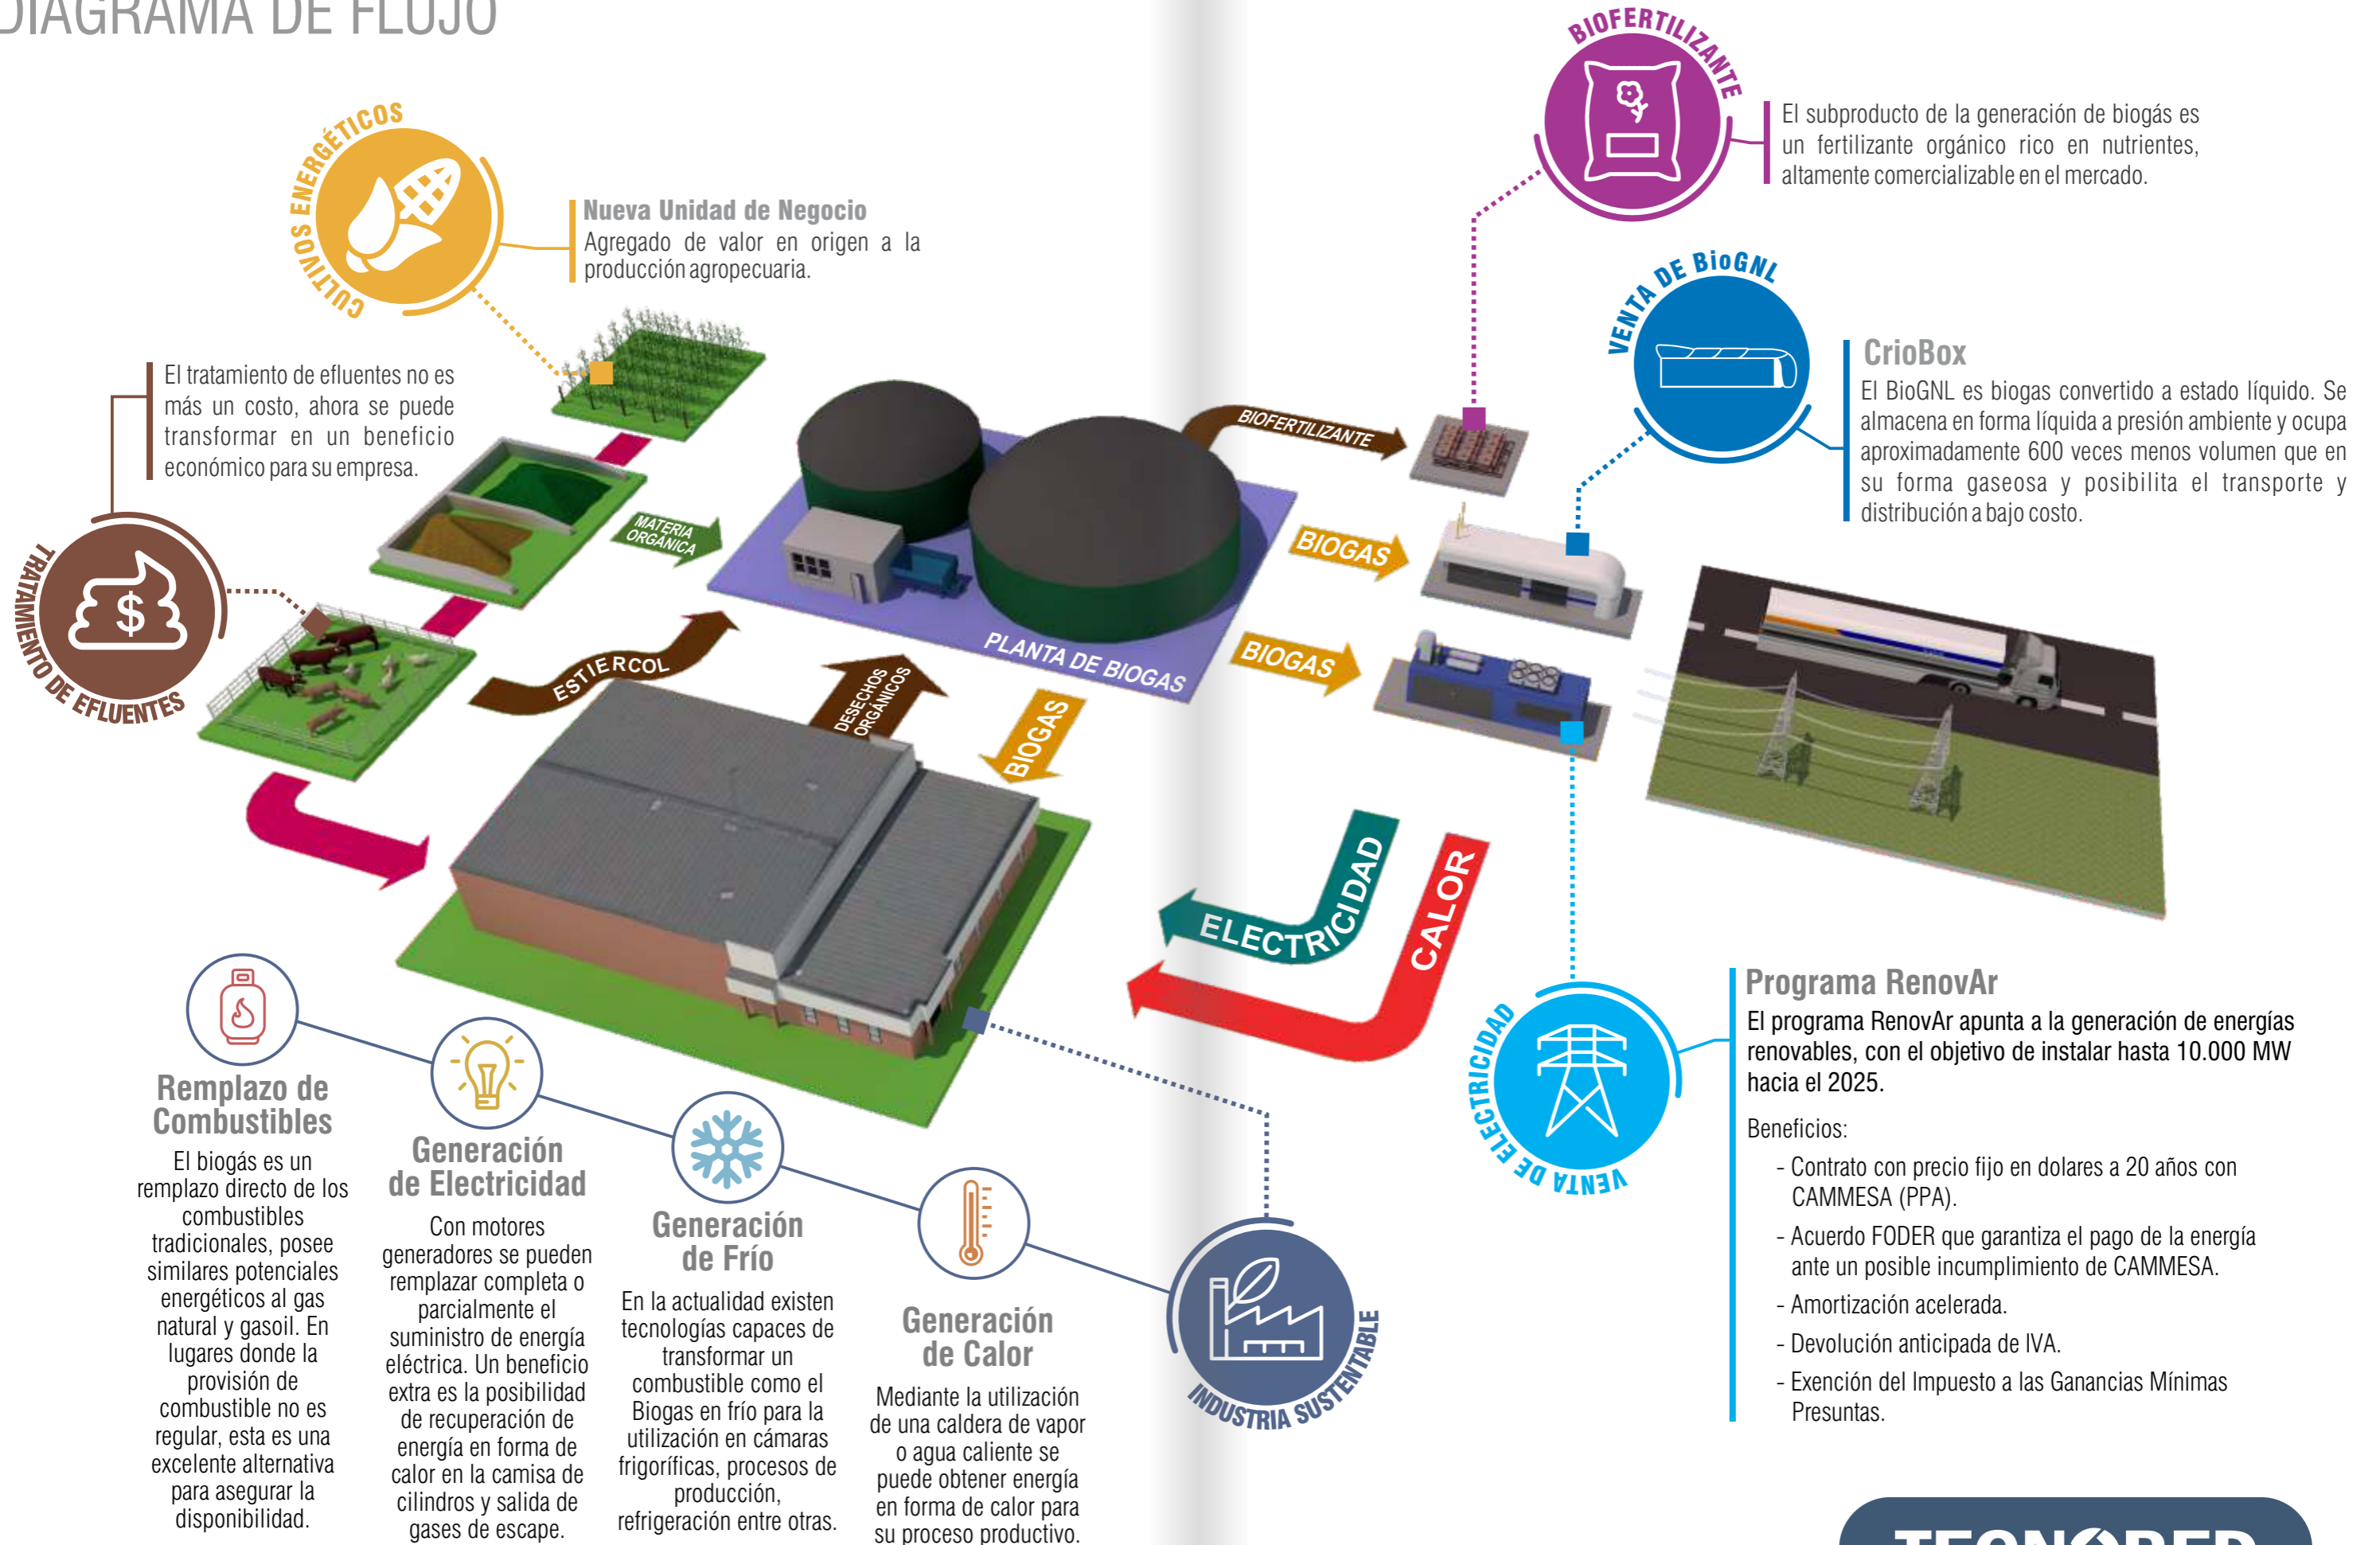 DIAGRAMA DE FLUJO
CULTIVOS ENERGÉTICOS
Nueva Unidad de Negocio
Agregado de valor en origen a la
producción agropecuaria.
El tratamiento de efluentes no es
más un costo, ahora se puede
transformar en un beneficio
económico para su empresa.
TRATAMIENTO DE EFLUENTES
BIOFERTILIZANTE
El subproducto de la generación de biogás es
un fertilizante orgánico rico en nutrientes,
altamente comercializable en el mercado.
VENTA DE BioGNL
CrioBox
El BioGNL es biogas convertido a estado líquido. Se
almacena en forma líquida a presión ambiente y ocupa
aproximadamente 600 veces menos volumen que en
su forma gaseosa y posibilita el transporte y
distribución a bajo costo.
BIOFERTILIZANTE
MATERIA
ORGÁNICA
BIOGAS
PLANTA DE BIOGAS
BIOGAS
ESTIERCOL
DESECHOS
ORGÁNICOS
BIOGAS
$
ELECTRICIDAD
CALOR
Remplazo de
Combustibles
El biogás es un
remplazo directo de los
combustibles
tradicionales, posee
similares potenciales
energéticos al gas
natural y gasoil. En
lugares donde la
provisión de
combustible no es
regular, esta es una
excelente alternativa
para asegurar la
disponibilidad.
Generación
de Electricidad
Con motores
generadores se pueden
remplazar completa o
parcialmente el
suministro de energía
eléctrica. Un beneficio
extra es la posibilidad
de recuperación de
energía en forma de
calor en la camisa de
cilindros y salida de
gases de escape.
Generación
de Frío
En la actualidad existen
tecnologías capaces de
transformar un
combustible como el
Biogas en frío para la
utilización en cámaras
frigoríficas, procesos de
producción,
refrigeración entre otras.
Generación
de Calor
Mediante la utilización
de una caldera de vapor
o agua caliente se
puede obtener energía
en forma de calor para
su proceso productivo.
INDUSTRIA SUSTENTABLE
VENTA DE ELECTRICIDAD
Programa RenovAr
El programa RenovAr apunta a la generación de energías
renovables, con el objetivo de instalar hasta 10.000 MW
hacia el 2025.
Beneficios:
- Contrato con precio fijo en dolares a 20 años con
CAMMESA (PPA).
- Acuerdo FODER que garantiza el pago de la energía
ante un posible incumplimiento de CAMMESA.
- Amortización acelerada.
- Devolución anticipada de IVA.
- Exención del Impuesto a las Ganancias Mínimas
Presuntas.
TECNORED